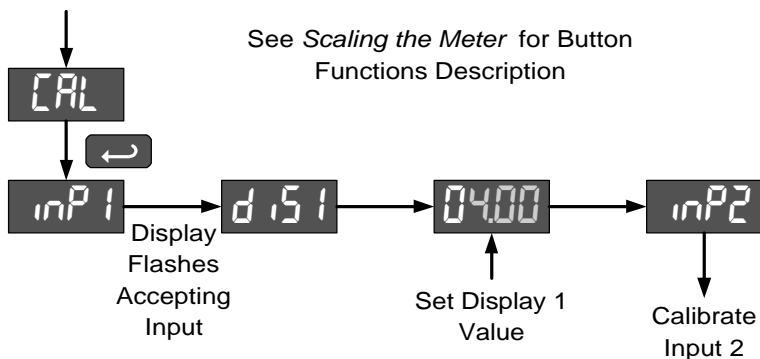 See Scaling the Meter for Button
Functions Description
CAL
inP1
diS1
04.00
inP2
Display
Flashes
Accepting
Input
Set Display 1
Value
Calibrate
Input 2